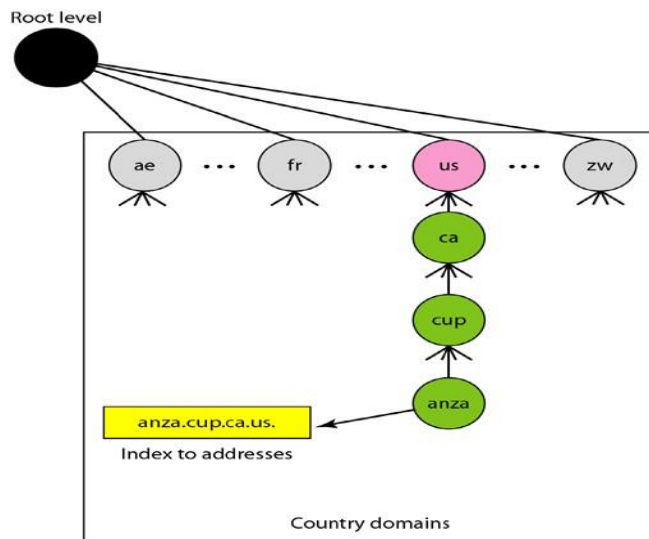 Root level
ae ... fr ... us ... zw
ca
cup
anza
anza.cup.ca.us.
Index to addresses
Country domains